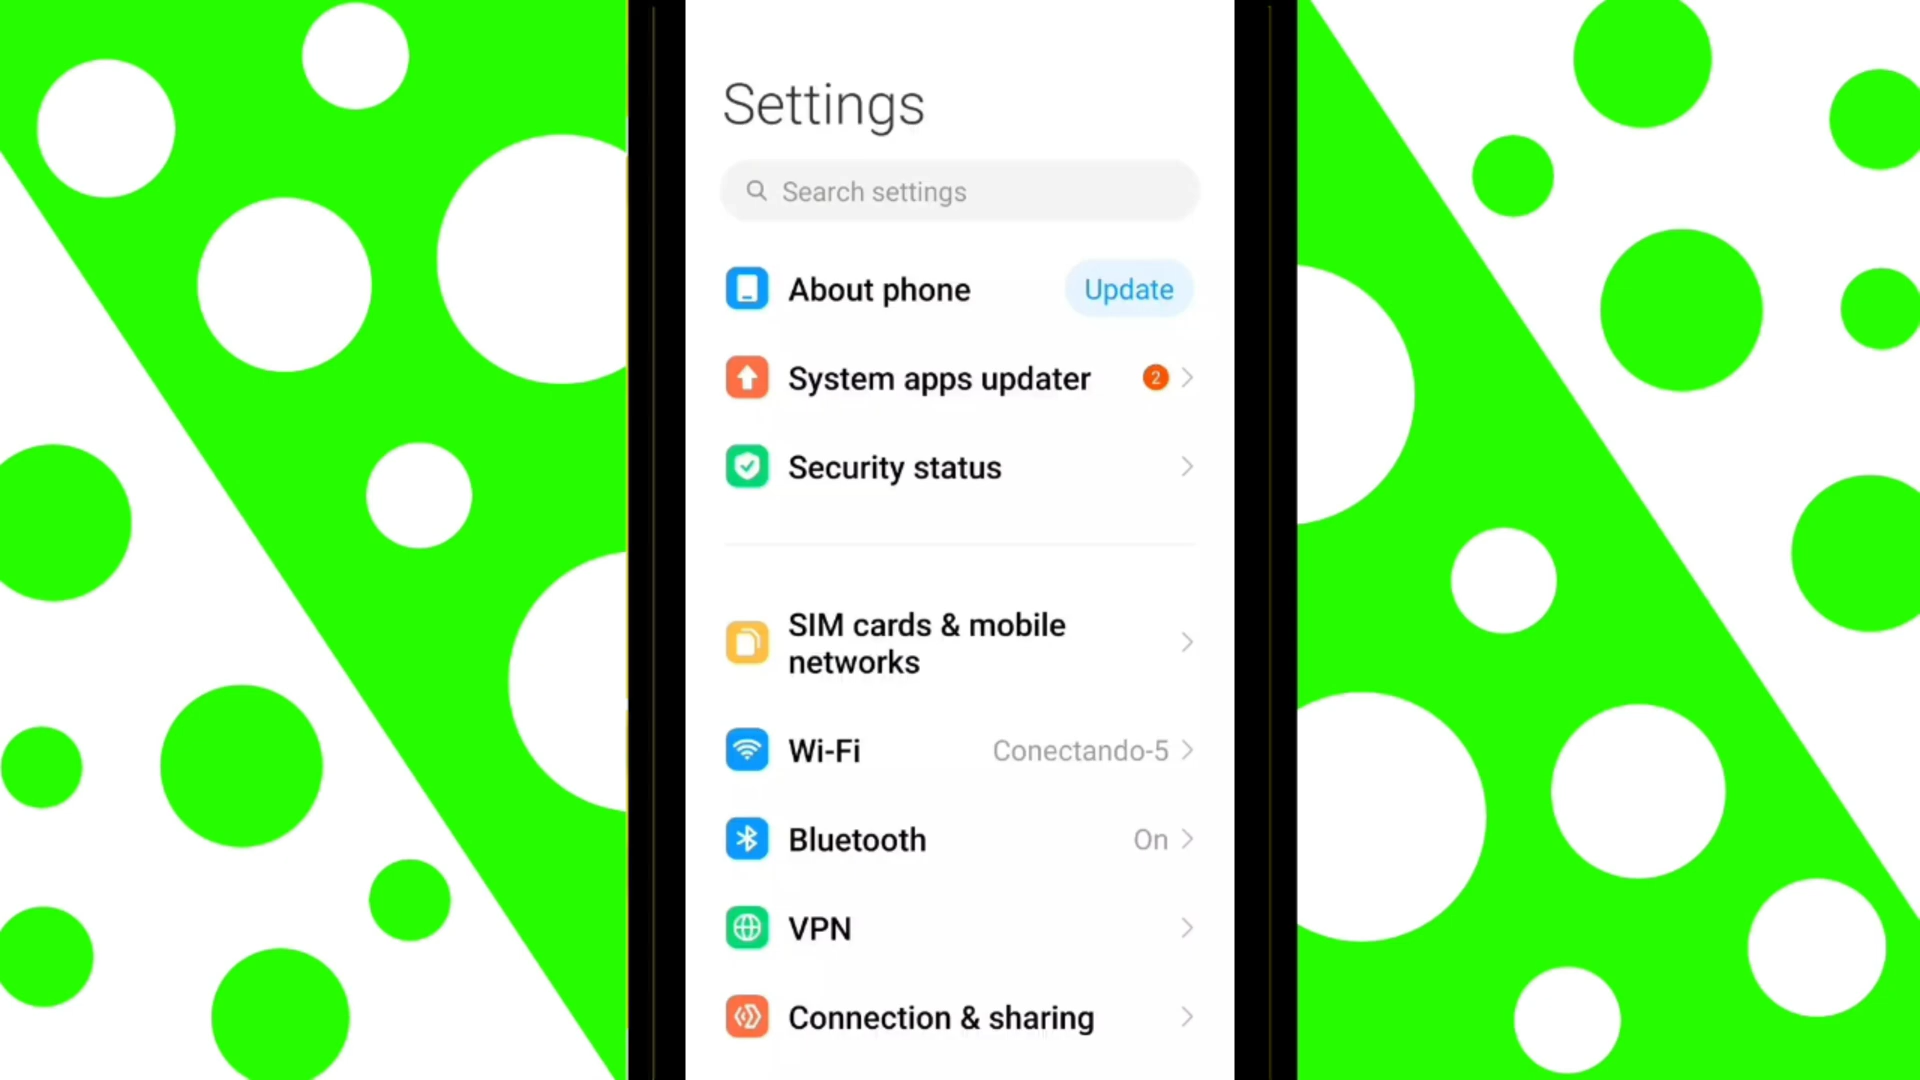 Settings
Search settings
About phone
Update
System apps updater
2
Security status
SIM cards & mobile
networks
Wi-Fi
Conectando-5
Bluetooth
On
VPN
Connection & sharing